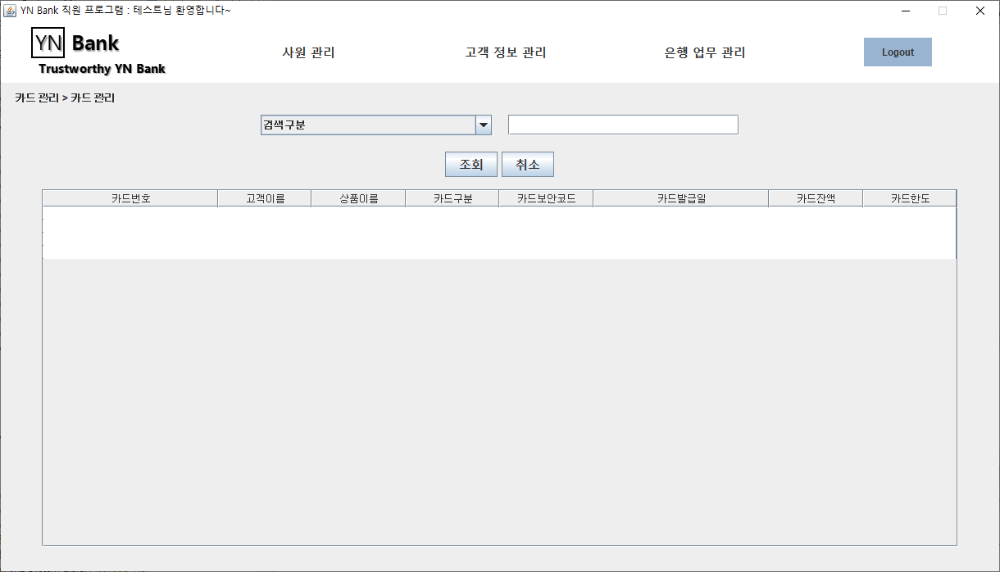 YN Bank 직원 프로그램 : 테스트님 환영합니다~
YN Bank
Trustworthy YN Bank
사원 관리 고객 정보 관리 은행 업무 관리 Logout
카드 관리 > 카드 관리
검색구분
조회 취소
카드번호 고객이름 상품이름 카드구분 카드보안코드 카드발급일 카드잔액 카드한도